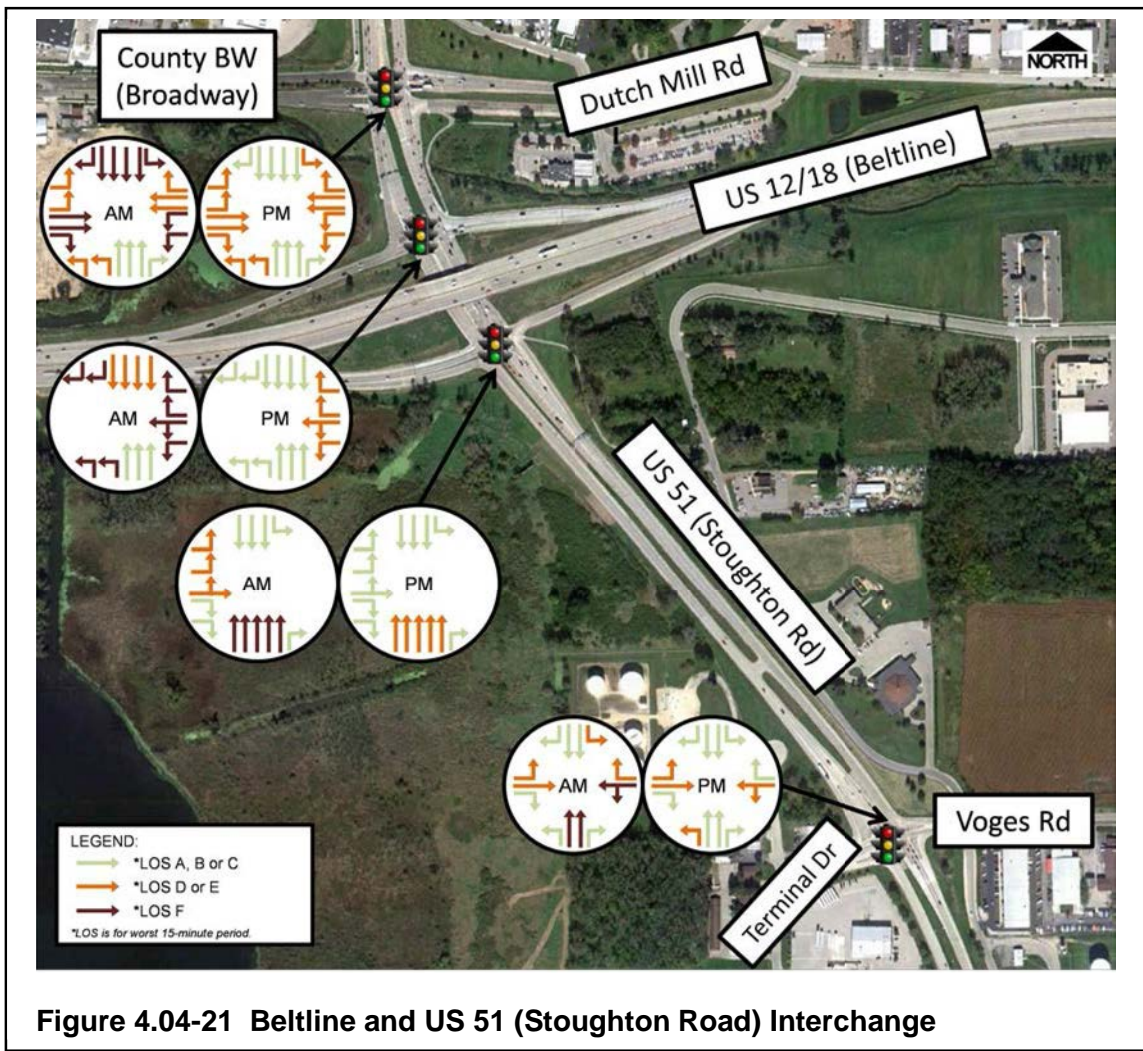 County BW
(Broadway)
NORTH
Dutch Mill Rd
US 12/18 (Beltline)
AM
PM
AM
PM
US 51 (Stoughton Rd)
AM
PM
AM
PM
Voges Rd
Terminal Dr
LEGEND:
*LOS A, B or C
*LOS D or E
*LOS F
*LOS is for worst 15-minute period.
Figure 4.04-21 Beltline and US 51 (Stoughton Road) Interchange